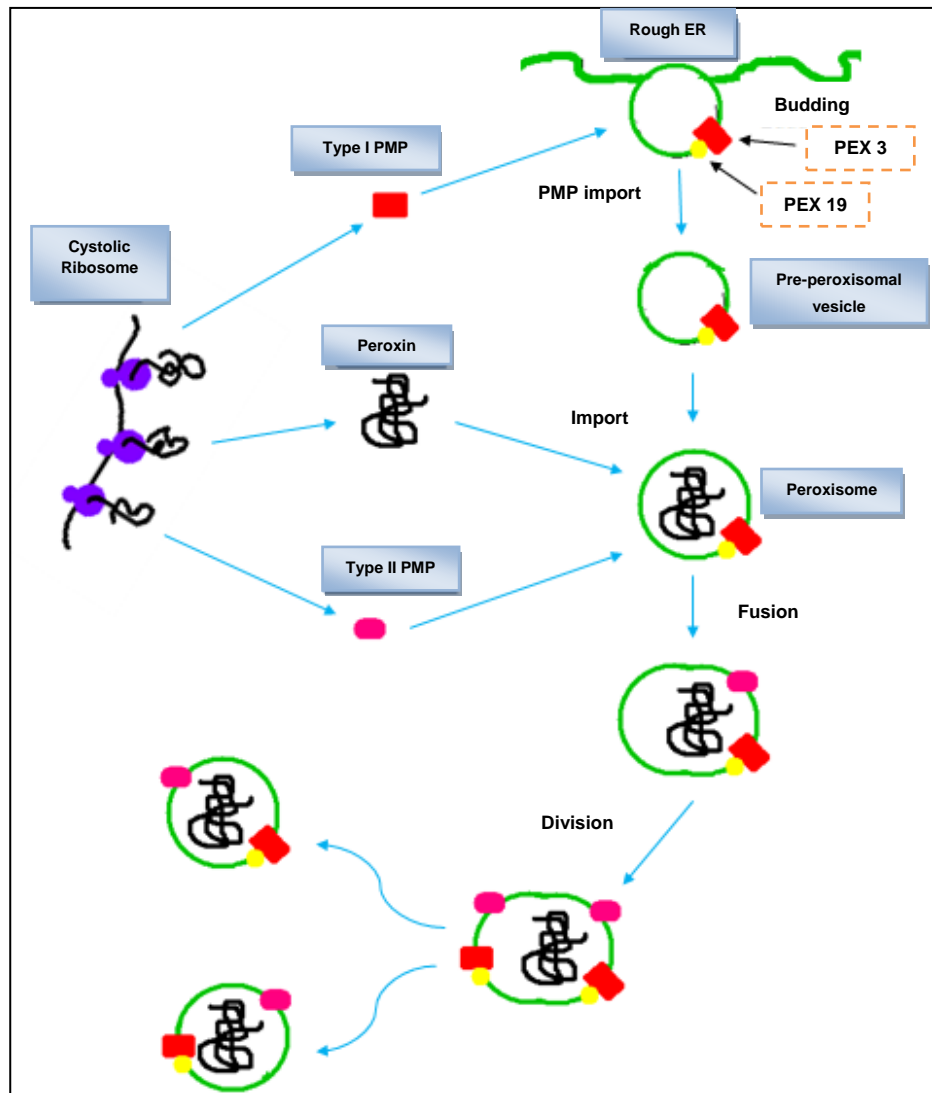 Rough ER
Budding
Type I PMP
PEX 3
PMP import
PEX 19
Cystolic
Ribosome
Pre-peroxisomal
vesicle
Peroxin
Import
Peroxisome
Type II PMP
Fusion
Division